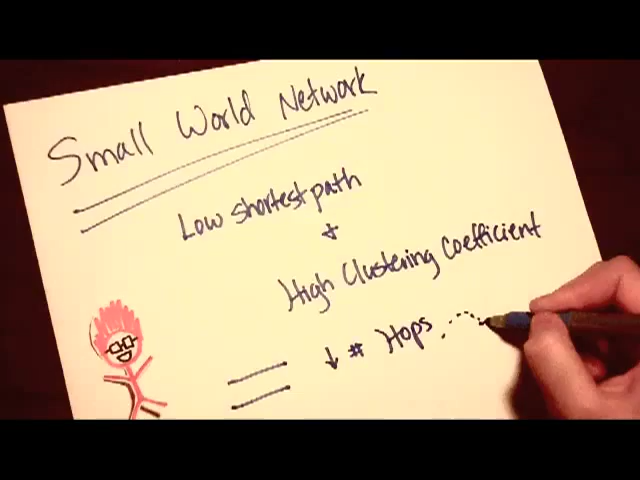 Small World Network
Low shortest path
+
High Clustering Coefficient
= ↓ # Hops